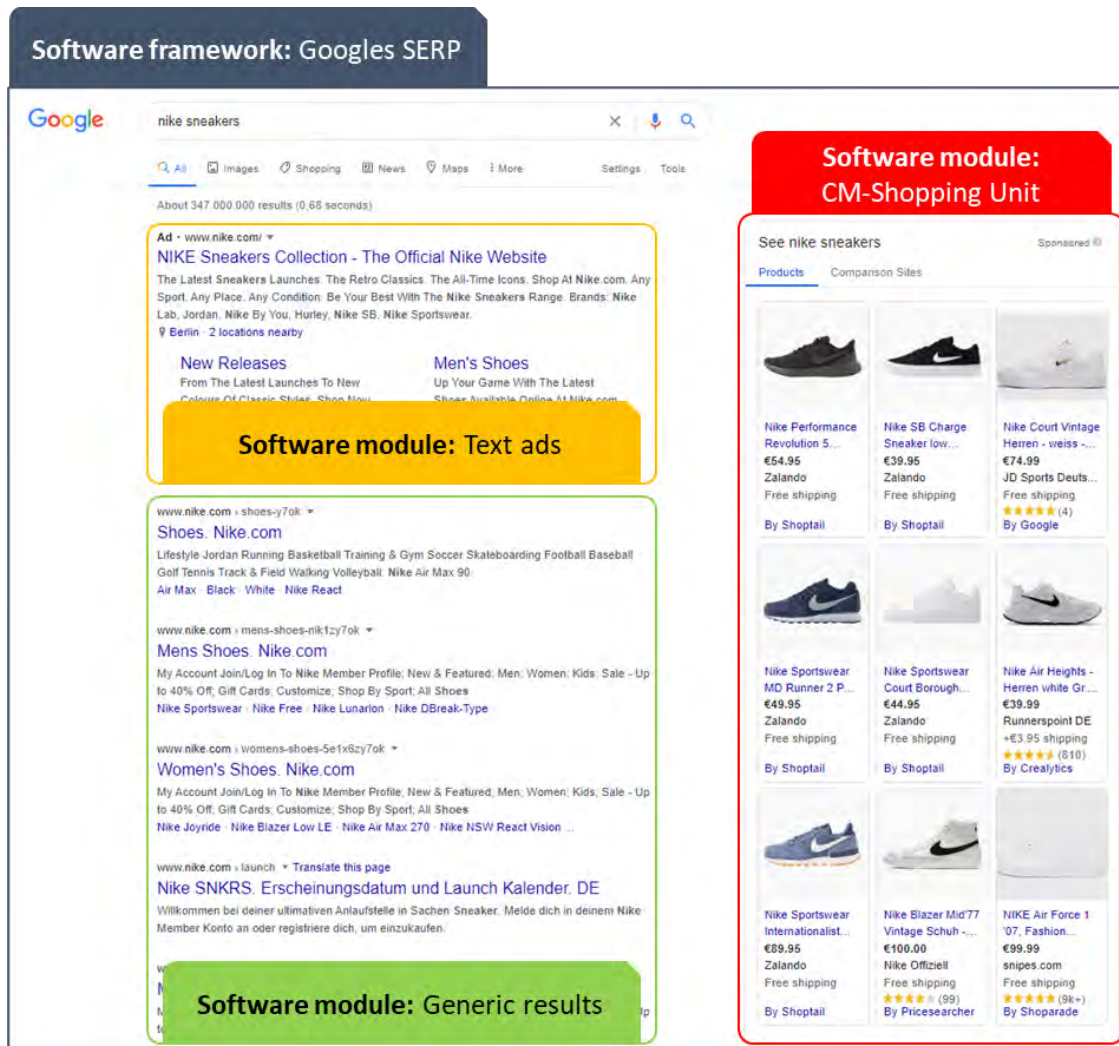 Software framework: Googles SERP
Google
nike sneakers
All Images Shopping News Maps More Settings Tools
About 347.000.000 results (0,68 seconds)
Ad · www.nike.com/
NIKE Sneakers Collection - The Official Nike Website
The Latest Sneakers Launches. The Retro Classics. The All-Time Icons. Shop At Nike.com. Any
Sport. Any Place. Any Condition. Be Your Best With The Nike Sneakers Range. Brands: Nike
Lab, Jordan, Nike By You, Hurley, Nike SB, Nike Sportswear.
Berlin · 2 locations nearby
New Releases
From The Latest Launches To New
Colours Of Classic Styles. Shop Now
Men's Shoes
Up Your Game With The Latest
Shoes Available Online At Nike.com
Software module: Text ads
www.nike.com › shoes-y7ok
Shoes. Nike.com
Lifestyle Jordan Running Basketball Training & Gym Soccer Skateboarding Football Baseball
Golf Tennis Track & Field Walking Volleyball. Nike Air Max 90.
Air Max · Black · White · Nike React
www.nike.com › mens-shoes-nik1zy7ok
Mens Shoes. Nike.com
My Account Join/Log In To Nike Member Profile; New & Featured; Men; Women; Kids; Sale - Up
to 40% Off; Gift Cards; Customize; Shop By Sport; All Shoes
Nike Sportswear · Nike Free · Nike Lunarlon · Nike DBreak-Type
www.nike.com › womens-shoes-5e1x6zy7ok
Women's Shoes. Nike.com
My Account Join/Log In To Nike Member Profile; New & Featured; Men; Women; Kids; Sale - Up
to 40% Off; Gift Cards; Customize; Shop By Sport; All Shoes
Nike Joyride · Nike Blazer Low LE · Nike Air Max 270 · Nike NSW React Vision ...
www.nike.com › launch Translate this page
Nike SNKRS. Erscheinungsdatum und Launch Kalender. DE
Willkommen bei deiner ultimativen Anlaufstelle in Sachen Sneaker. Melde dich in deinem Nike
Member Konto an oder registriere dich, um einzukaufen.
Software module: Generic results
Software module:
CM-Shopping Unit
See nike sneakers Sponsored
Products Comparison Sites
Nike Performance
Revolution 5...
€54.95
Zalando
Free shipping
By Shoptail
Nike SB Charge
Sneaker low...
€39.95
Zalando
Free shipping
By Shoptail
Nike Court Vintage
Herren - weiss -...
€74.99
JD Sports Deuts...
Free shipping
(4)
By Google
Nike Sportswear
MD Runner 2 P...
€49.95
Zalando
Free shipping
By Shoptail
Nike Sportswear
Court Borough...
€44.95
Zalando
Free shipping
By Shoptail
Nike Air Heights -
Herren white Gr....
€39.99
Runnerspoint DE
+€3.95 shipping
(810)
By Crealytics
Nike Sportswear
Internationalist...
€89.95
Zalando
Free shipping
By Shoptail
Nike Blazer Mid'77
Vintage Schuh -...
€100.00
Nike Offiziell
Free shipping
(99)
By Pricesearcher
NIKE Air Force 1
'07, Fashion...
€99.99
snipes.com
Free shipping
(9k+)
By Shoparade